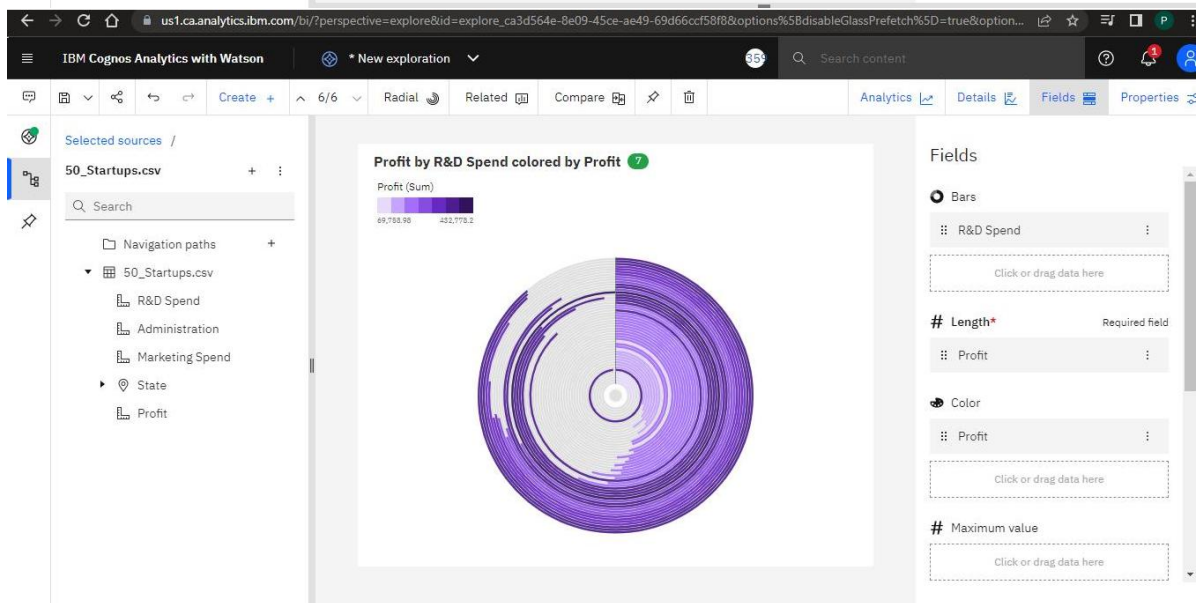 us1.ca.analytics.ibm.com/bi/?perspective=explore&id=explore_ca3d564e-8e09-45ce-ae49-69d66ccf58f8&options%5BdisableGlassPrefetch%5D=true&option...
P
IBM Cognos Analytics with Watson
* New exploration
Search content
1
Create +
6/6
Radial
Related
Compare
Analytics
Details
Fields
Properties
Selected sources /
50_Startups.csv
Search
Navigation paths
50_Startups.csv
R&D Spend
Administration
Marketing Spend
State
Profit
Profit by R&D Spend colored by Profit 7
Profit (Sum)
69,758.98
Fields
Bars
R&D Spend
Click or drag data here
# Length* Required field
Profit
Color
Profit
Click or drag data here
# Maximum value
Click or drag data here